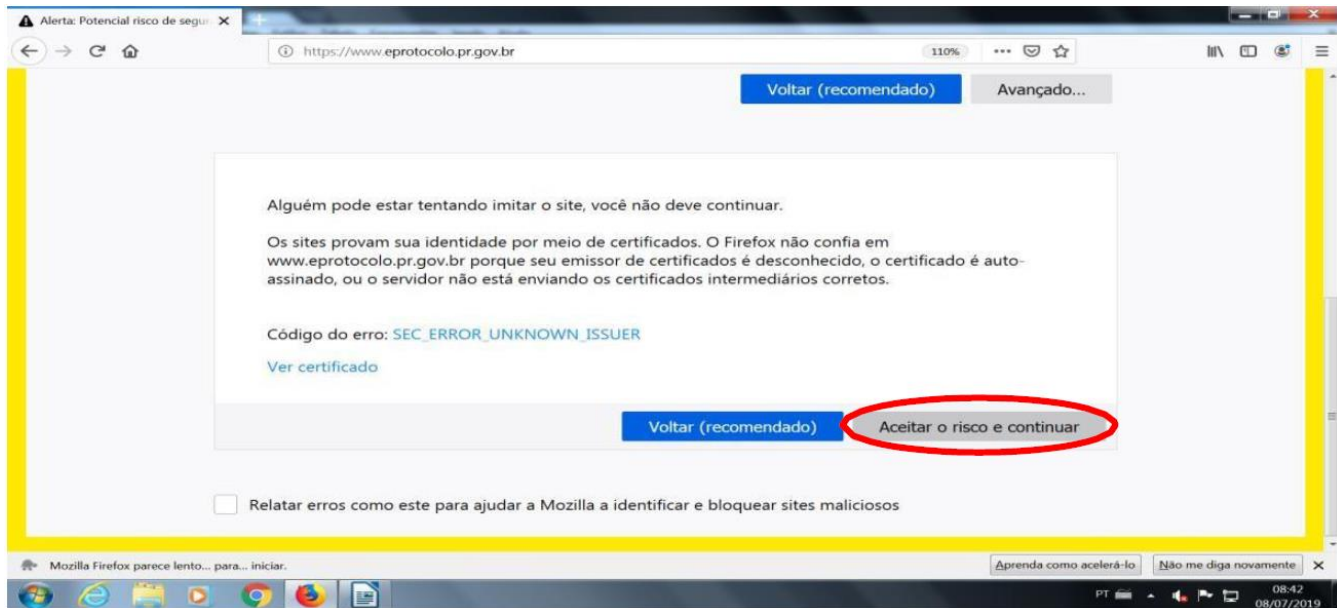 Alerta: Potencial risco de segur
https://www.eprotocolo.pr.gov.br
110%
Voltar (recomendado)
Avançado...
Alguém pode estar tentando imitar o site, você não deve continuar.
Os sites provam sua identidade por meio de certificados. O Firefox não confia em
www.eprotocolo.pr.gov.br porque seu emissor de certificados é desconhecido, o certificado é auto-
assinado, ou o servidor não está enviando os certificados intermediários corretos.
Código do erro: SEC_ERROR_UNKNOWN_ISSUER
Ver certificado
Voltar (recomendado)
Aceitar o risco e continuar
Relatar erros como este para ajudar a Mozilla a identificar e bloquear sites maliciosos
Mozilla Firefox parece lento... para... iniciar.
Aprenda como acelerá-lo
Não me diga novamente
PT
08:42
08/07/2019